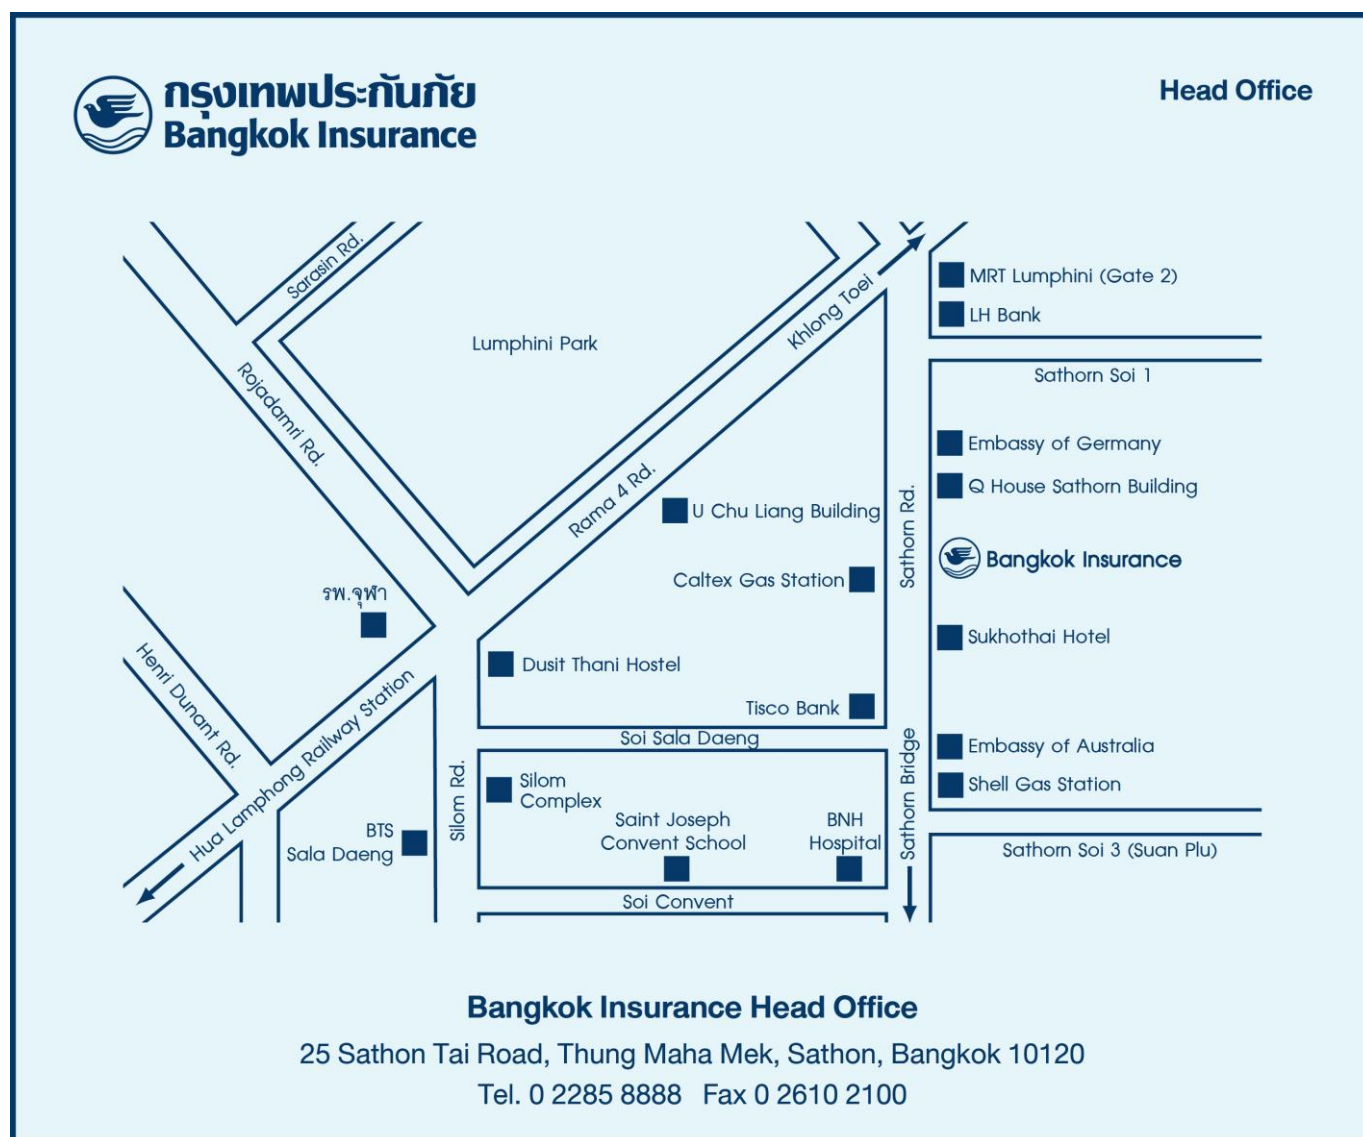 กรุงเทพประกันภัย
Bangkok Insurance
Head Office
Sarasin Rd.
Khlong Toei
MRT Lumphini (Gate 2)
LH Bank
Lumphini Park
Sathorn Soi 1
Rojadamri Rd.
Embassy of Germany
Rama 4 Rd.
Q House Sathorn Building
U Chu Liang Building
Sathorn Rd.
Bangkok Insurance
Caltex Gas Station
รพ.จุฬา
Sukhothai Hotel
Dusit Thani Hostel
Henri Dunant Rd.
Hua Lamphong Railway Station
Tisco Bank
Soi Sala Daeng
Embassy of Australia
Shell Gas Station
Silom Rd.
Silom
Complex
Sathorn Bridge
BTS
Sala Daeng
Saint Joseph
Convent School
BNH
Hospital
Sathorn Soi 3 (Suan Plu)
Soi Convent
Bangkok Insurance Head Office
25 Sathon Tai Road, Thung Maha Mek, Sathon, Bangkok 10120
Tel. 0 2285 8888 Fax 0 2610 2100